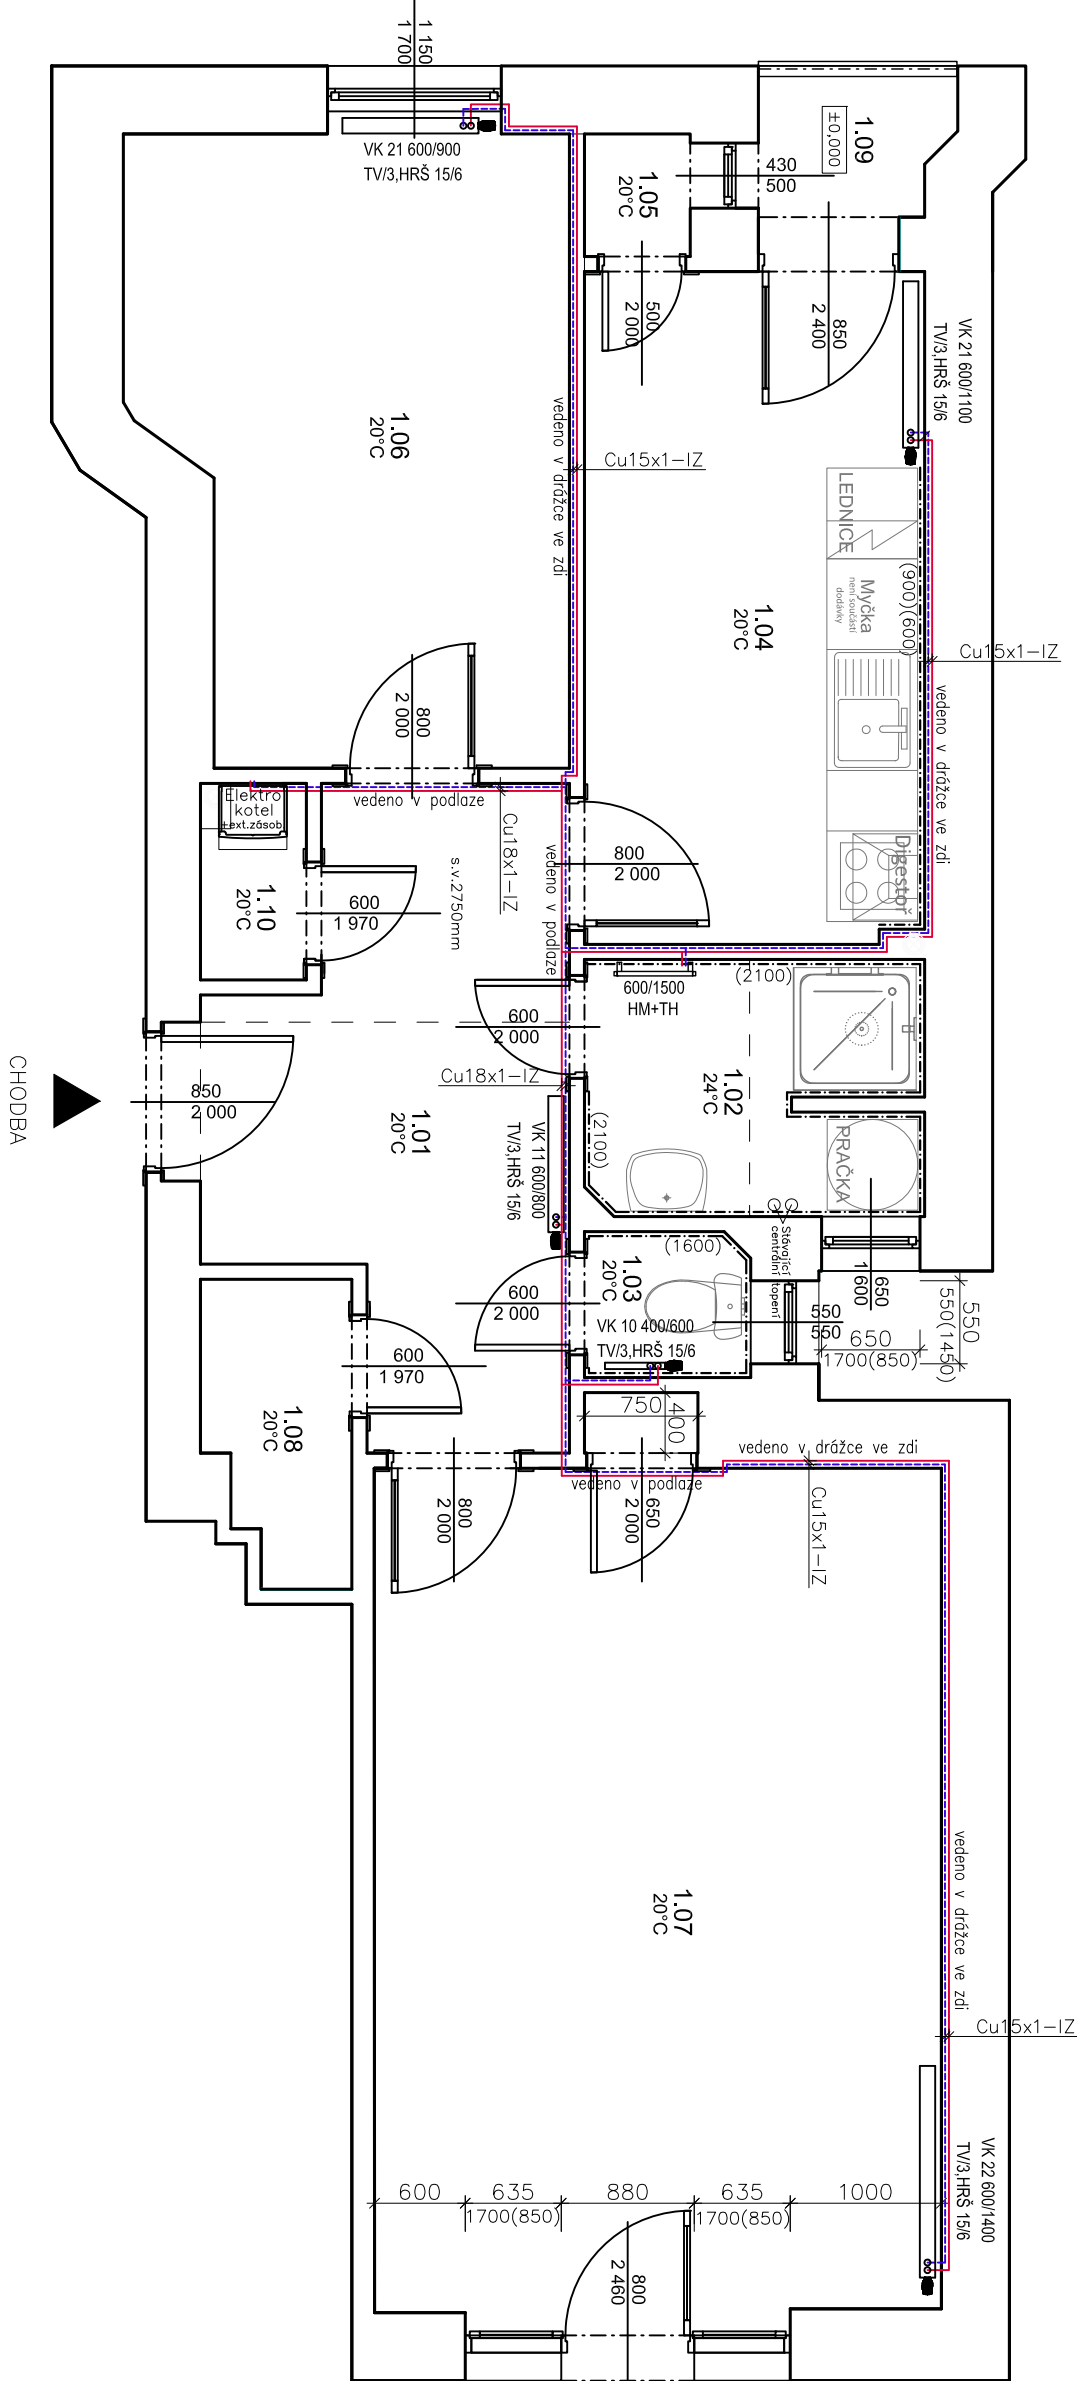 1 150
1 700
VK 21 600/900
TV/3,HRŠ 15/6
1.09
±0,000
430
500
1.05
20°C
500
2 000
850
2 400
VK 21 600/1100
TV/3,HRŠ 15/6
1.06
20°C
vedeno v drážce ve zdi
Cu15x1-IZ
LEDNICE
(900)(600)
Myčka
není součástí
dodávky
1.04
20°C
Cu15x1-IZ
vedeno v drážce ve zdi
800
2 000
Elektro
kotel
+ext.zásob
vedeno v podlaze
Cu18x1-IZ
s.v.2750mm
vedeno v podlaze
800
2 000
Digestoř
1.10
20°C
600
1 970
600/1500
HM+TH
(2100)
600
2 000
Cu18x1-IZ
1.02
24°C
(2100)
PRAČKA
CHODBA
850
2 000
1.01
20°C
VK 11 600/800
TV/3,HRŠ 15/6
Stávající
centrální topení
(1600)
1.03
20°C
650
1 600
550
550(1450)
600
2 000
VK 10 400/600
TV/3,HRŠ 15/6
550
550
650
1700(850)
600
1 970
1.08
20°C
750
400
vedeno v drážce ve zdi
vedeno v podlaze
Cu15x1-IZ
800
2 000
650
2 000
1.07
20°C
vedeno v drážce ve zdi
Cu15x1-IZ
VK 22 600/1400
TV/3,HRŠ 15/6
600
635
880
635
1000
1700(850)
1700(850)
800
2 460